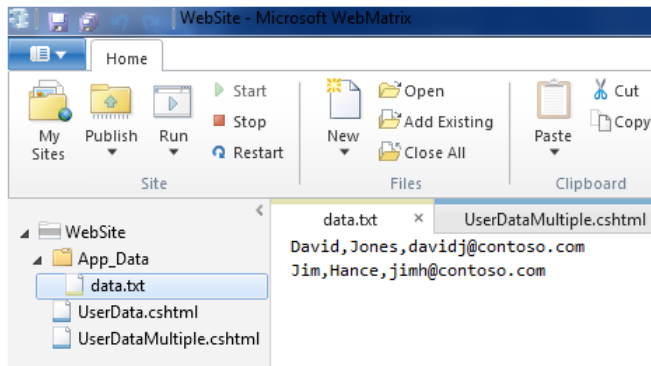 WebSite - Microsoft WebMatrix
Home
My Sites
Publish
Run
Start
Stop
Restart
Site
New
Open
Add Existing
Close All
Files
Paste
Cut
Copy
Clipboard
WebSite
App_Data
data.txt
UserData.cshtml
UserDataMultiple.cshtml
data.txt ×
UserDataMultiple.cshtml
David,Jones,davidj@contoso.com
Jim,Hance,jimh@contoso.com